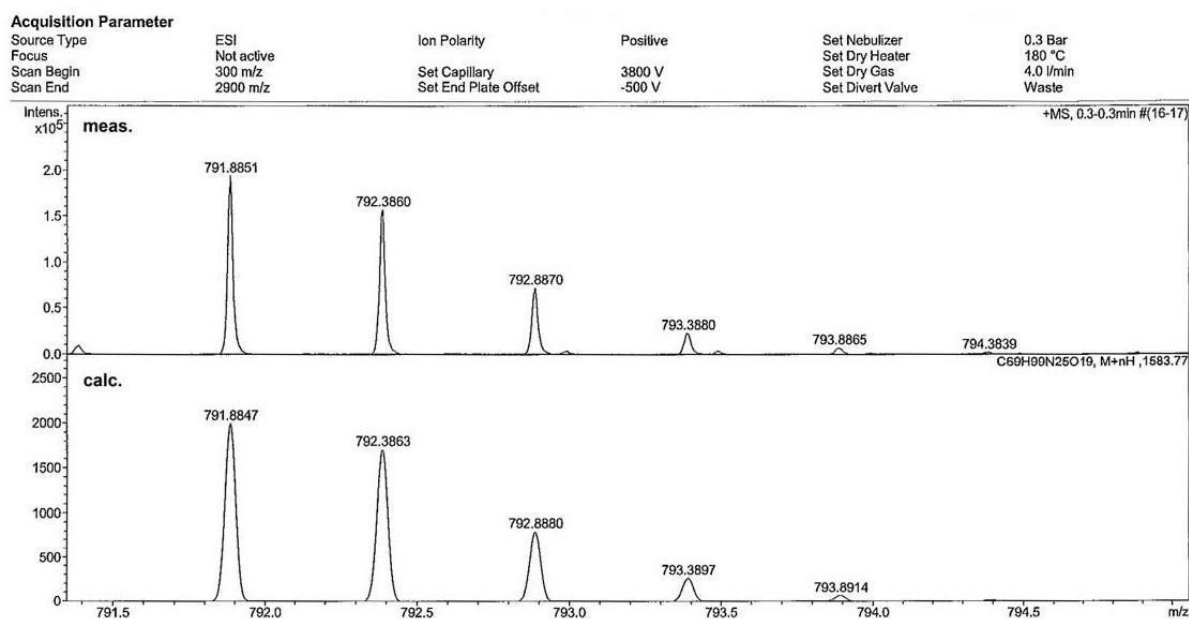 Acquisition Parameter
Source Type ESI Ion Polarity Positive Set Nebulizer 0.3 Bar
Focus Not active Set Dry Heater 180 °C
Scan Begin 300 m/z Set Capillary 3800 V Set Dry Gas 4.0 l/min
Scan End 2900 m/z Set End Plate Offset -500 V Set Divert Valve Waste
Intens. +MS, 0.3-0.3min #(16-17)
x10⁵
meas.
791.8851
2.0
792.3860
1.5
1.0
792.8870
0.5
793.3880
793.8865
794.3839
0.0
C69H99N25O19, M+nH ,1583.77
2500
calc.
791.8847
2000
792.3863
1500
1000
792.8880
500
793.3897
793.8914
0
791.5 792.0 792.5 793.0 793.5 794.0 794.5 m/z